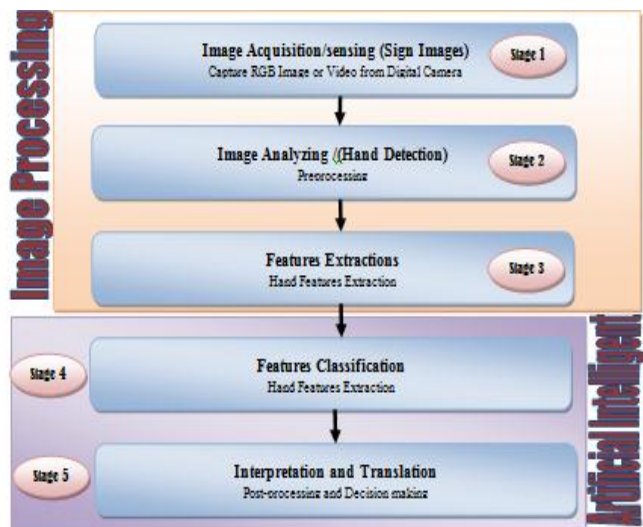 Image Processing
Image Acquisition/sensing (Sign Images)
Capture RGB Image or Video from Digital Camera
Stage 1
Image Analyzing /(Hand Detection)
Preprocessing
Stage 2
Features Extractions
Hand Features Extraction
Stage 3
Artificial Intelligent
Features Classification
Hand Features Extraction
Stage 4
Interpretation and Translation
Post-processing and Decision making
Stage 5